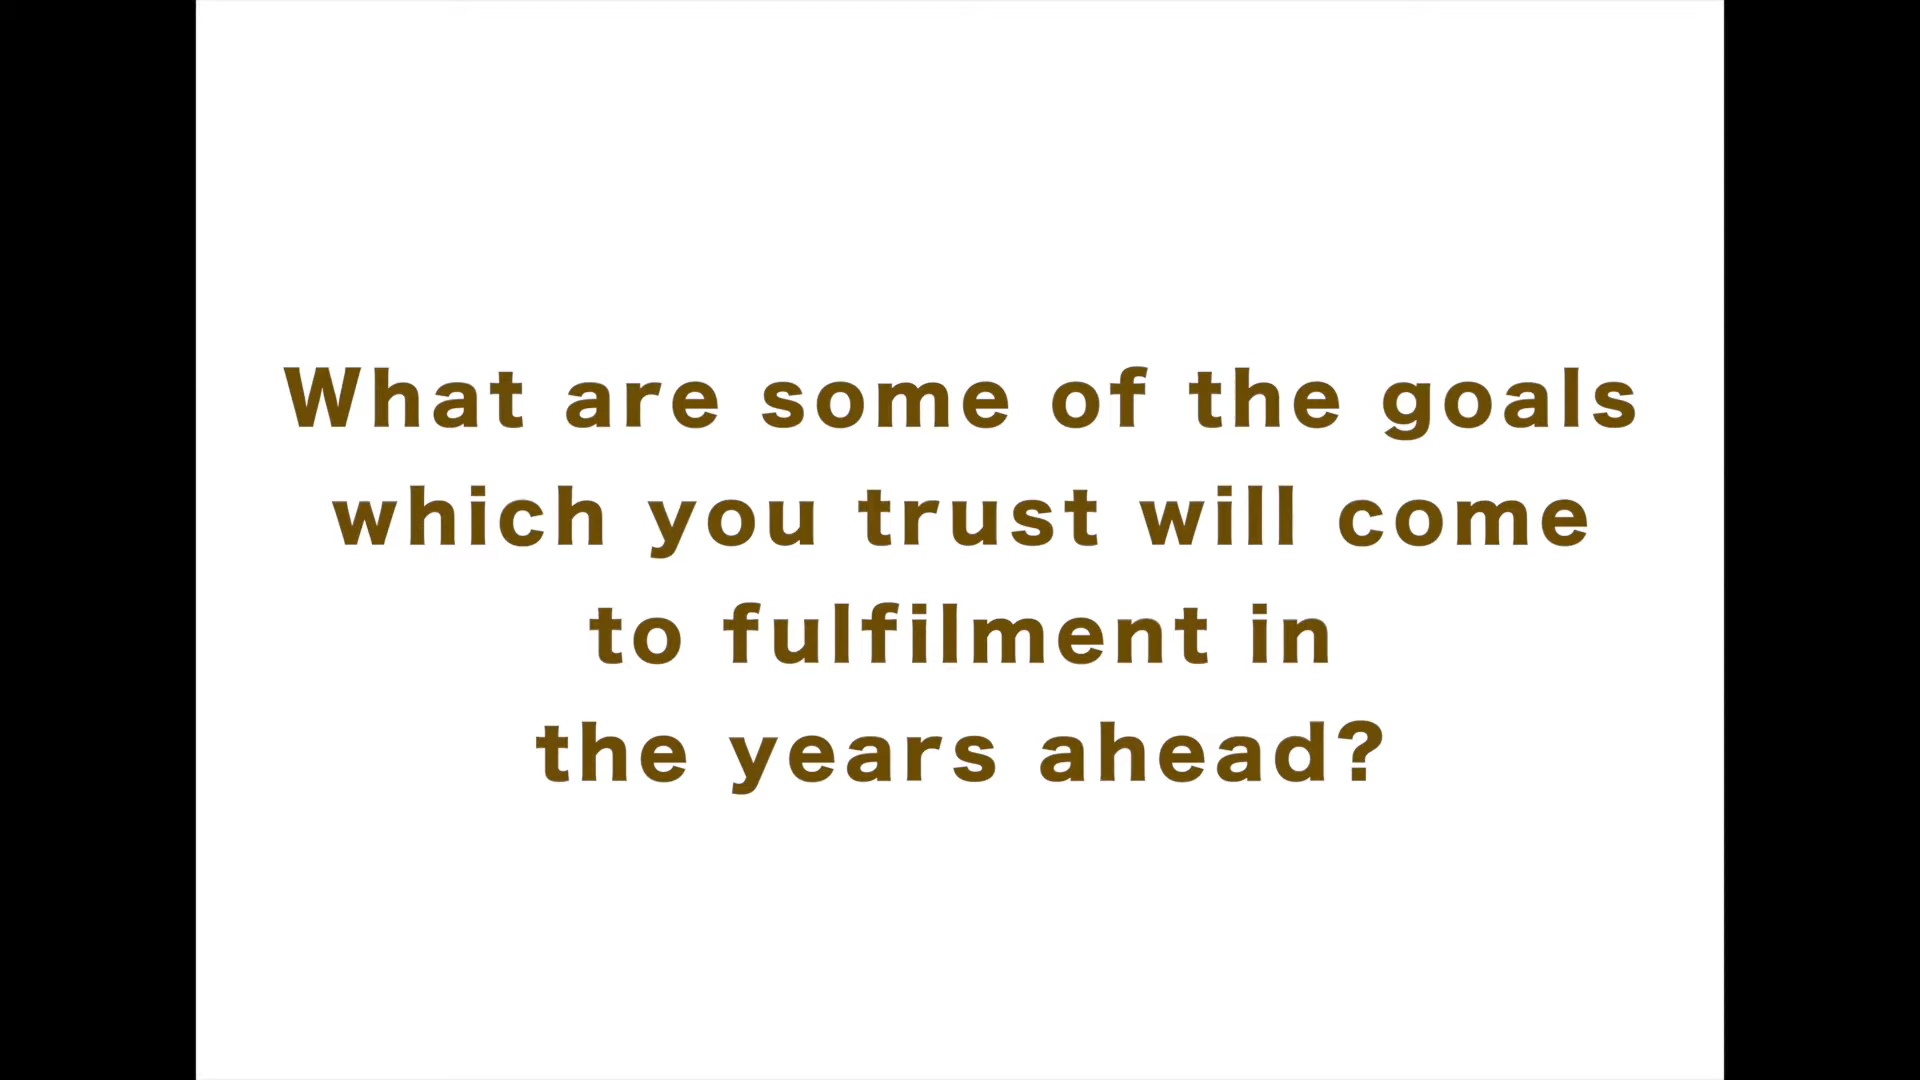 What are some of the goals
which you trust will come
to fulfilment in
the years ahead?